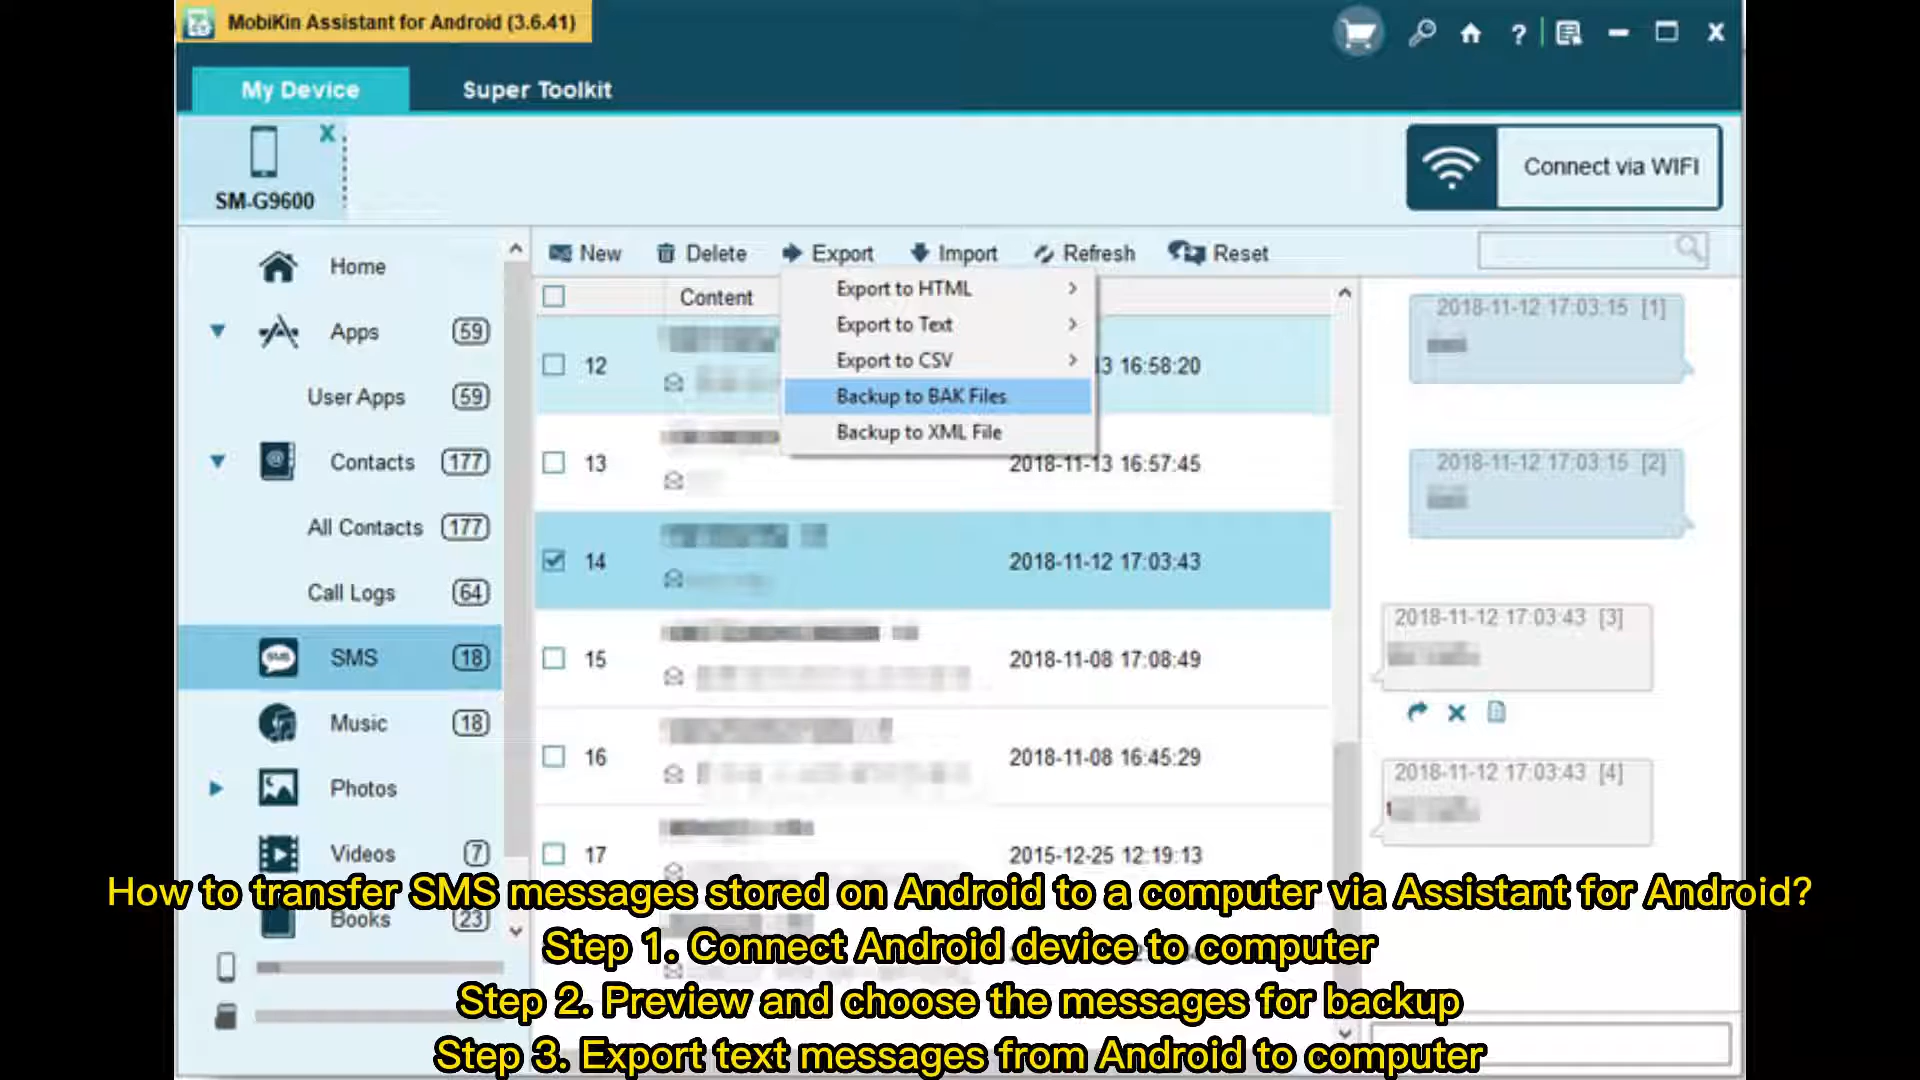 MobiKin Assistant for Android (3.6.41)
?
My Device
Super Toolkit
SM-G9600
Connect via WIFI
New Delete Export Import Refresh Reset
Home
Apps 59
User Apps 59
Contacts 177
All Contacts 177
Call Logs 64
SMS 18
Music 18
Photos
Videos 7
Books 23
Content
Export to HTML
Export to Text
Export to CSV
Backup to BAK Files
Backup to XML File
12 13 16:58:20
13 2018-11-13 16:57:45
14 2018-11-12 17:03:43
15 2018-11-08 17:08:49
16 2018-11-08 16:45:29
17 2015-12-25 12:19:13
2018-11-12 17:03:15 [1]
2018-11-12 17:03:15 [2]
2018-11-12 17:03:43 [3]
2018-11-12 17:03:43 [4]
How to transfer SMS messages stored on Android to a computer via Assistant for Android?
Step 1. Connect Android device to computer
Step 2. Preview and choose the messages for backup
Step 3. Export text messages from Android to computer